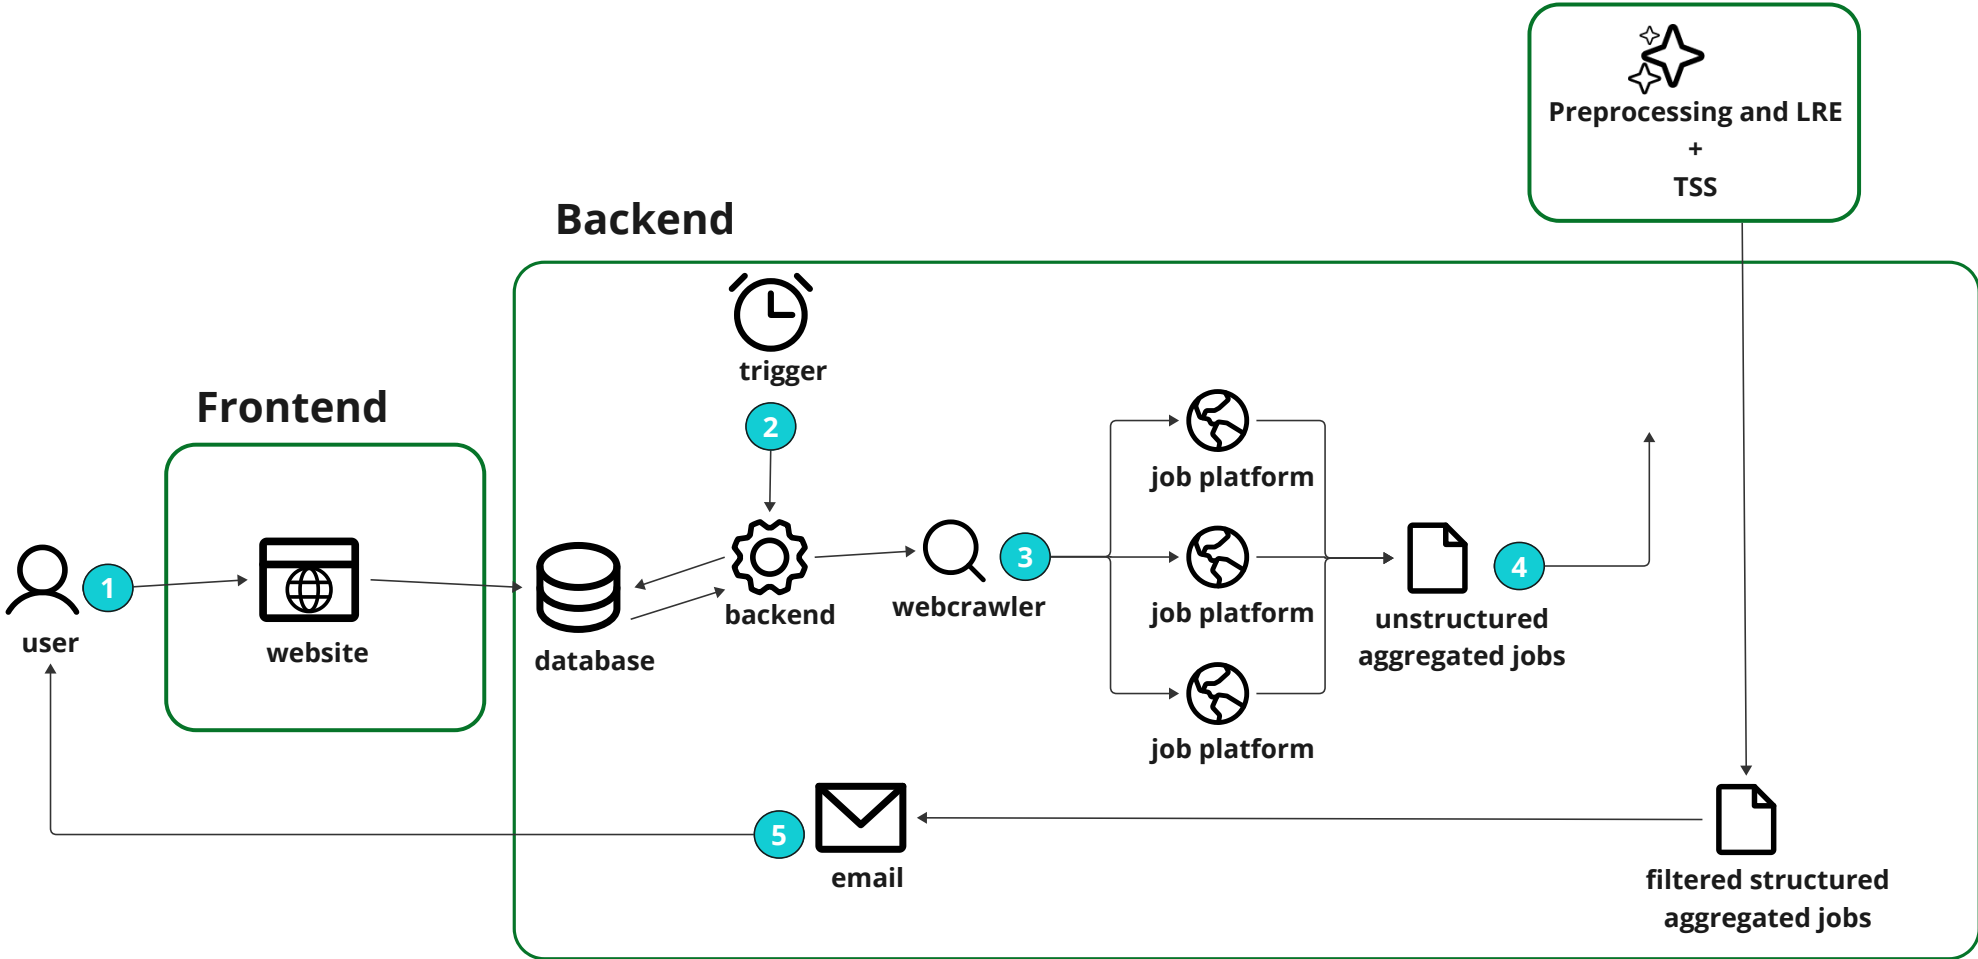 Preprocessing and LRE
+
TSS
Backend
trigger
2
Frontend
job platform
1
website
user
database
backend
webcrawler
3
job platform
unstructured
aggregated jobs
4
job platform
5
email
filtered structured
aggregated jobs